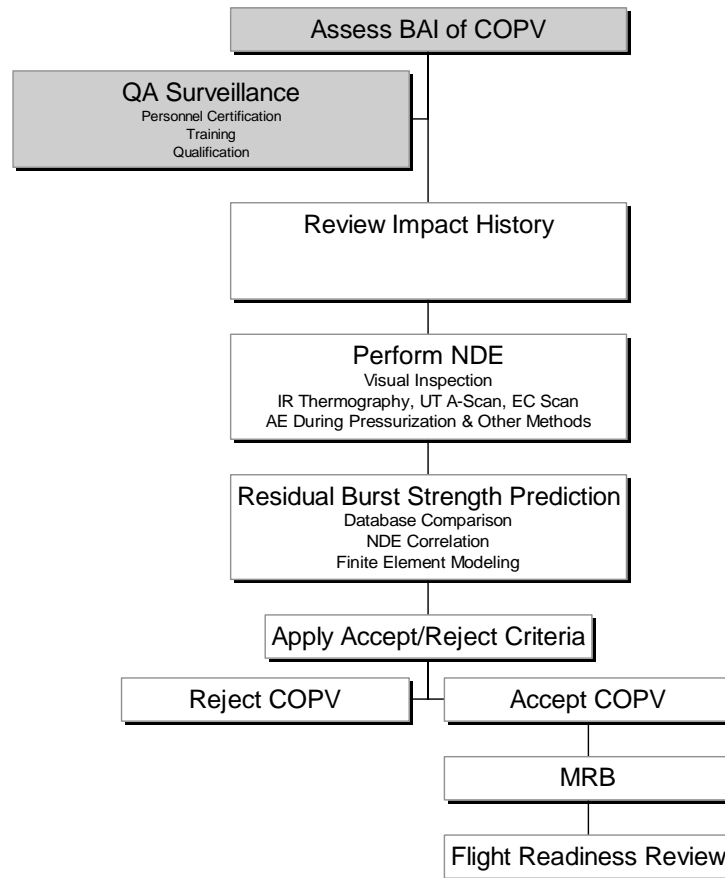 Assess BAI of COPV
QA Surveillance
Personnel Certification
Training
Qualification
Review Impact History
Perform NDE
Visual Inspection
IR Thermography, UT A-Scan, EC Scan
AE During Pressurization & Other Methods
Residual Burst Strength Prediction
Database Comparison
NDE Correlation
Finite Element Modeling
Apply Accept/Reject Criteria
Reject COPV
Accept COPV
MRB
Flight Readiness Review